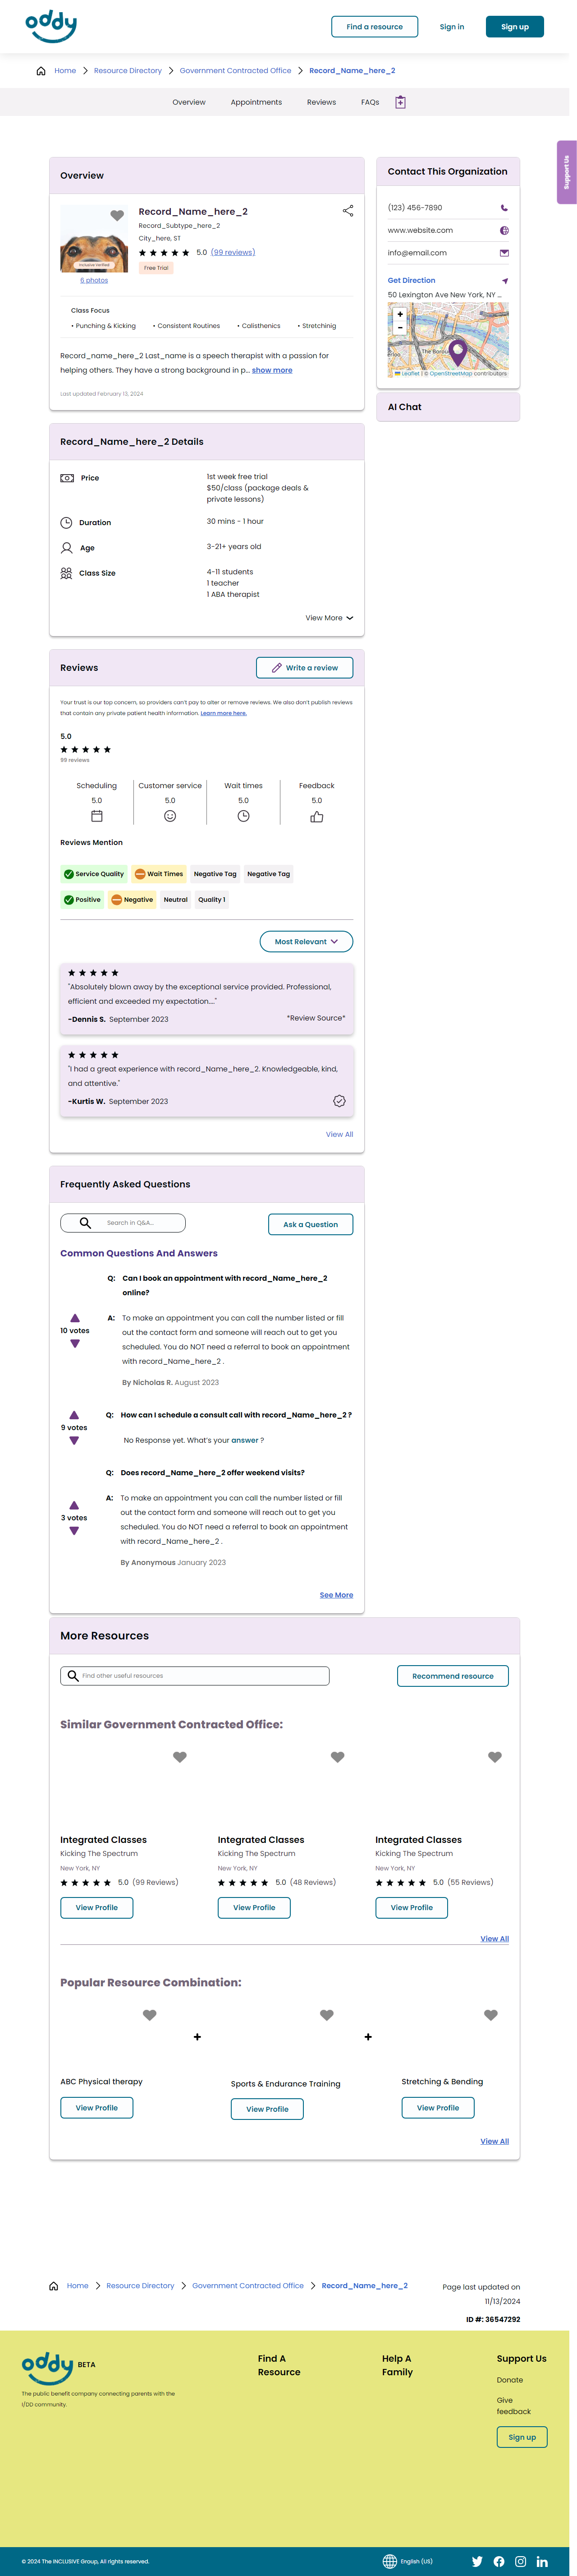 oddy
Find a resource
Sign in
Sign up
Home
Resource Directory
Government Contracted Office
Record_Name_here_2
Overview
Appointments
Reviews
FAQs
Support Us
Overview
Record_Name_here_2
Record_Subtype_here_2
City_here, ST
5.0 (99 reviews)
Free Trial
Inclusive Verified
6 photos
Class Focus
• Punching & Kicking
• Consistent Routines
• Calisthenics
• Stretchinig
Record_name_here_2 Last_name is a speech therapist with a passion for
helping others. They have a strong background in p... show more
Last updated February 13, 2024
Contact This Organization
(123) 456-7890
www.website.com
info@email.com
Get Direction
50 Lexington Ave New York, NY ...
+
-
The Boroug
Leaflet | © OpenStreetMap contributors
AI Chat
Record_Name_here_2 Details
Price
1st week free trial
$50/class (package deals &
private lessons)
Duration
30 mins - 1 hour
Age
3-21+ years old
Class Size
4-11 students
1 teacher
1 ABA therapist
View More
Reviews
Write a review
Your trust is our top concern, so providers can't pay to alter or remove reviews. We also don't publish reviews
that contain any private patient health information. Learn more here.
5.0
99 reviews
Scheduling
5.0
Customer service
5.0
Wait times
5.0
Feedback
5.0
Reviews Mention
Service Quality
Wait Times
Negative Tag
Negative Tag
Positive
Negative
Neutral
Quality 1
Most Relevant
"Absolutely blown away by the exceptional service provided. Professional,
efficient and exceeded my expectation...."
-Dennis S. September 2023
*Review Source*
"I had a great experience with record_Name_here_2. Knowledgeable, kind,
and attentive."
-Kurtis W. September 2023
View All
Frequently Asked Questions
Search in Q&A...
Ask a Question
Common Questions And Answers
Q: Can I book an appointment with record_Name_here_2
online?
10 votes
A: To make an appointment you can call the number listed or fill
out the contact form and someone will reach out to get you
scheduled. You do NOT need a referral to book an appointment
with record_Name_here_2 .
By Nicholas R. August 2023
9 votes
Q: How can I schedule a consult call with record_Name_here_2 ?
No Response yet. What's your answer ?
Q: Does record_Name_here_2 offer weekend visits?
3 votes
A: To make an appointment you can call the number listed or fill
out the contact form and someone will reach out to get you
scheduled. You do NOT need a referral to book an appointment
with record_Name_here_2 .
By Anonymous January 2023
See More
More Resources
Find other useful resources
Recommend resource
Similar Government Contracted Office:
Integrated Classes
Kicking The Spectrum
New York, NY
5.0 (99 Reviews)
View Profile
Integrated Classes
Kicking The Spectrum
New York, NY
5.0 (48 Reviews)
View Profile
Integrated Classes
Kicking The Spectrum
New York, NY
5.0 (55 Reviews)
View Profile
View All
Popular Resource Combination:
+
+
ABC Physical therapy
View Profile
Sports & Endurance Training
View Profile
Stretching & Bending
View Profile
View All
Home
Resource Directory
Government Contracted Office
Record_Name_here_2
Page last updated on
11/13/2024
ID #: 36547292
oddy BETA
The public benefit company connecting parents with the
I/DD community.
Find A
Resource
Help A
Family
Support Us
Donate
Give
feedback
Sign up
© 2024 The INCLUSIVE Group, All rights reserved.
English (US)